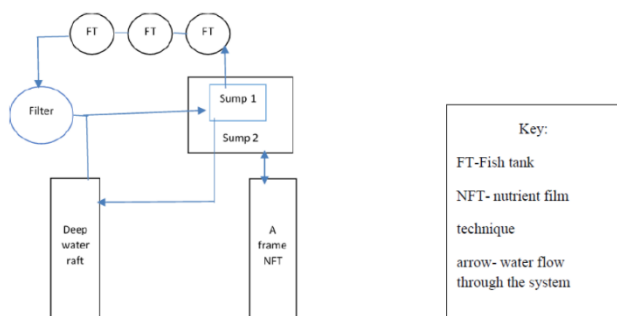 FT
FT
FT
Filter
Sump 1
Sump 2
Deep
water
raft
A
frame
NFT
Key:
FT-Fish tank
NFT- nutrient film
technique
arrow- water flow
through the system